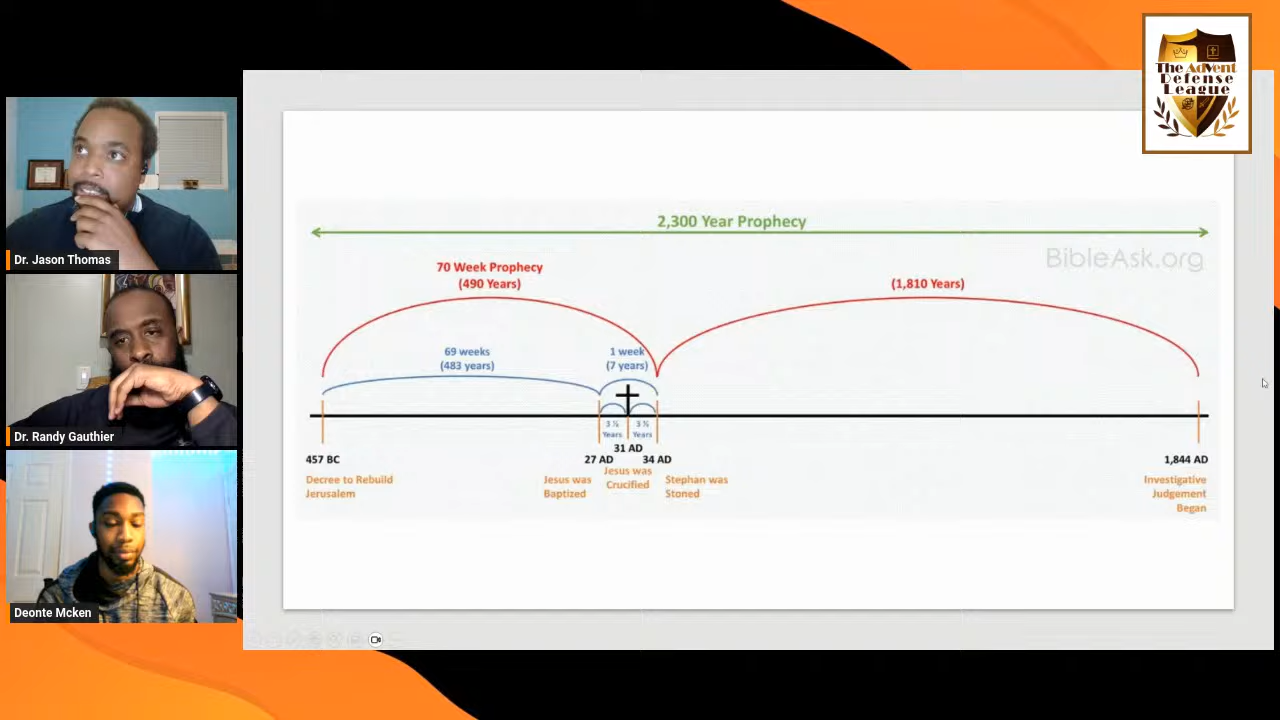 The Advent
Defense
League
Dr. Jason Thomas
Dr. Randy Gauthier
Deonte Mcken
2,300 Year Prophecy
BibleAsk.org
70 Week Prophecy
(490 Years)
(1,810 Years)
69 weeks
(483 years)
1 week
(7 years)
3 ½
Years
3 ½
Years
457 BC
Decree to Rebuild
Jerusalem
27 AD
Jesus was
Baptized
31 AD
Jesus was
Crucified
34 AD
Stephan was
Stoned
1,844 AD
Investigative
Judgement
Began